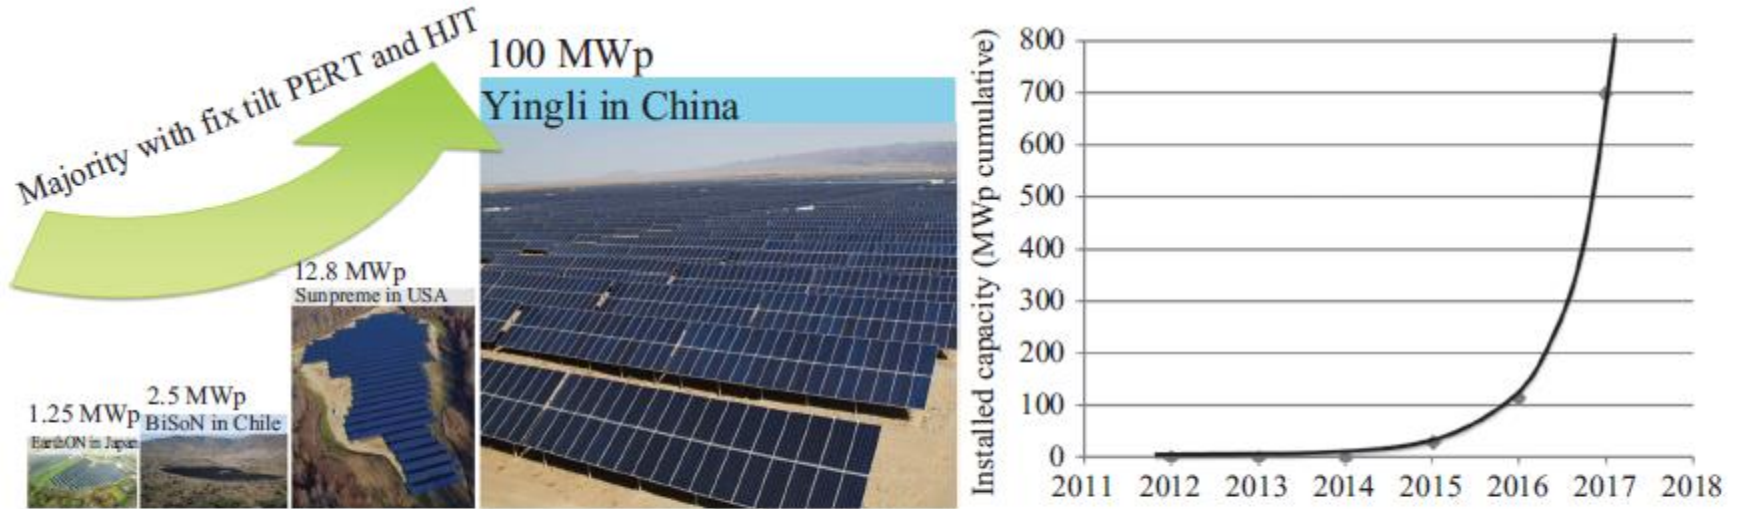 Majority with fix tilt PERT and HJT
100 MWp
Yingli in China
12.8 MWp
Sunpreme in USA
2.5 MWp
BiSoN in Chile
1.25 MWp
EarthON in Japan
Installed capacity (MWp cumulative)
800
700
600
500
400
300
200
100
0
2011 2012 2013 2014 2015 2016 2017 2018